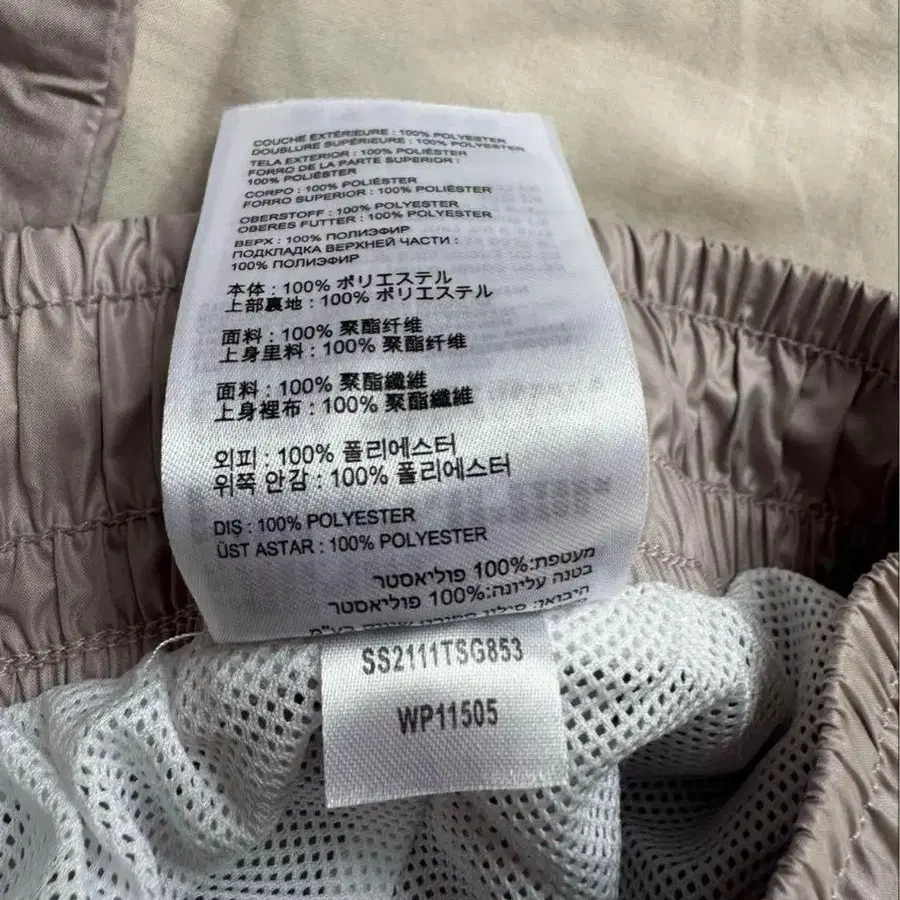 COUCHE EXTÉRIEURE : 100% POLYESTER
DOUBLURE SUPÉRIEURE : 100% POLYESTER
TELA EXTERIOR : 100% POLIÉSTER
FORRO DE LA PARTE SUPERIOR :
100% POLIÉSTER
CORPO : 100% POLIÉSTER
FORRO SUPERIOR : 100% POLIÉSTER
OBERSTOFF : 100% POLYESTER
OBERES FUTTER : 100% POLYESTER
ВЕРХ : 100% ПОЛИЭФИР
ПОДКЛАДКА ВЕРХНЕЙ ЧАСТИ :
100% ПОЛИЭФИР
本体 : 100% ポリエステル
上部裏地 : 100% ポリエステル
面料 : 100% 聚酯纤维
上身里料 : 100% 聚酯纤维
面料 : 100% 聚酯纖維
上身裡布 : 100% 聚酯纖維
외피 : 100% 폴리에스터
위쪽 안감 : 100% 폴리에스터
DIŞ : 100% POLYESTER
ÜST ASTAR : 100% POLYESTER
מעטפת: 100% פוליאסטר
בטנה עליונה: 100% פוליאסטר
SS2111TSG853
WP11505